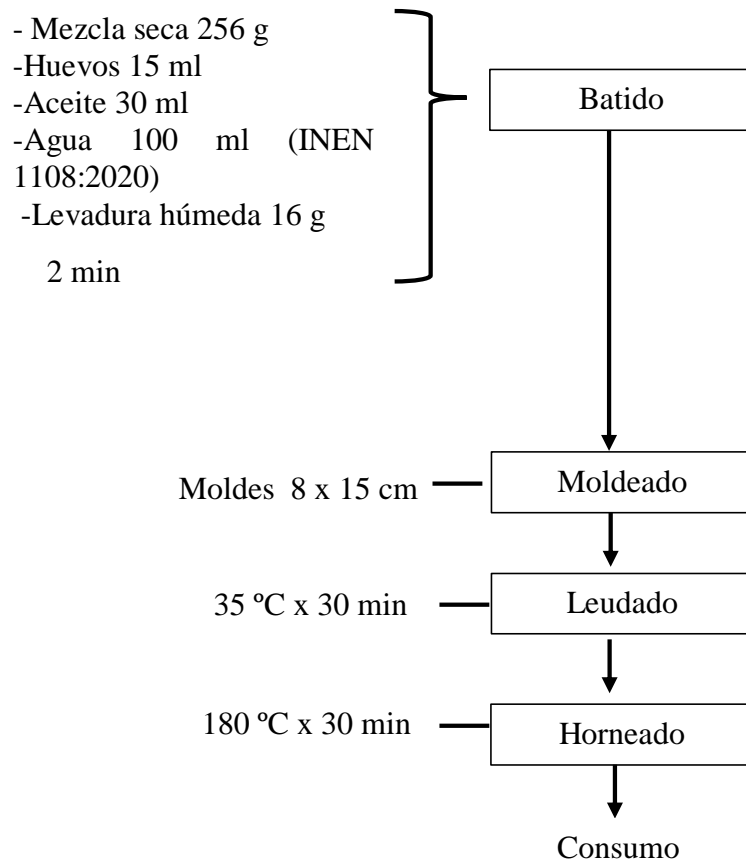 - Mezcla seca 256 g
-Huevos 15 ml
-Aceite 30 ml
-Agua 100 ml (INEN
1108:2020)
-Levadura húmeda 16 g
2 min
Batido
Moldes 8 x 15 cm
Moldeado
35 ºC x 30 min
Leudado
180 ºC x 30 min
Horneado
Consumo